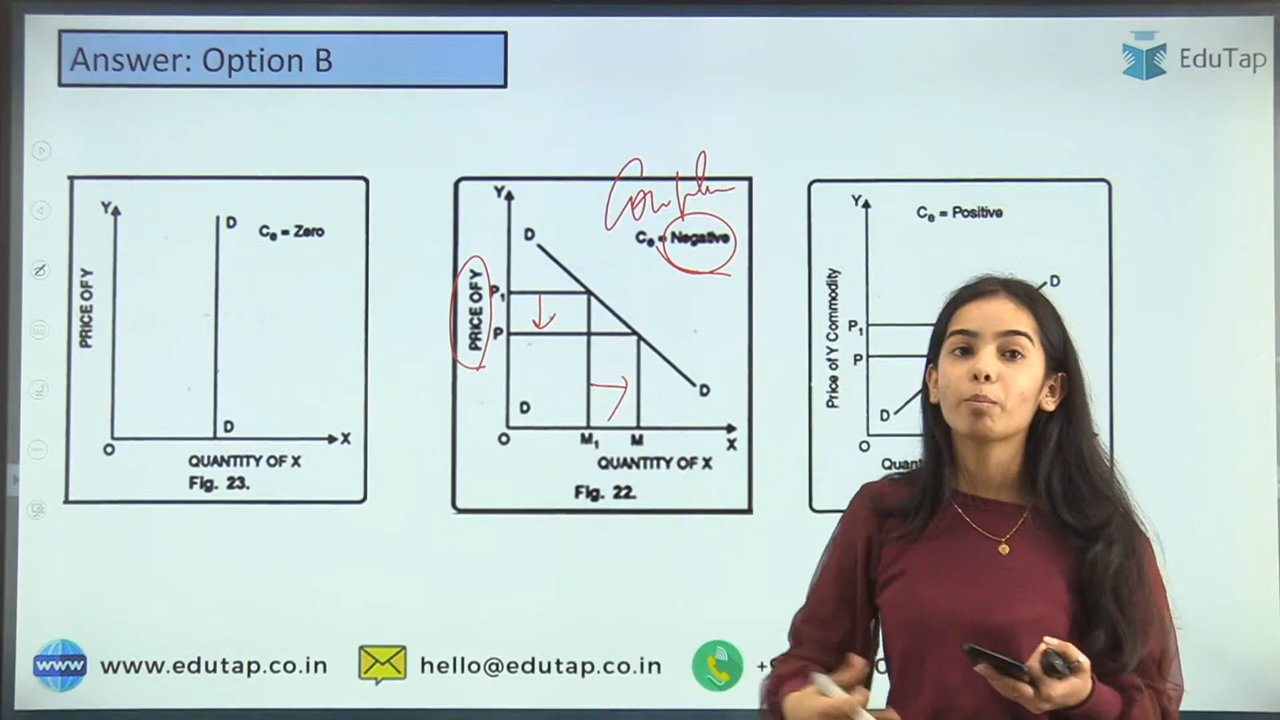 Answer: Option B
EduTap
Y
PRICE OF Y
D
Cₑ = Zero
D
O
X
QUANTITY OF X
Fig. 23.
Y
D
Cₑ = Negative
PRICE OF Y
P₁
P
D
D
O
M₁
M
X
QUANTITY OF X
Fig. 22.
Y
Cₑ = Positive
D
Price of Y Commodity
P₁
P
D
O
www
www.edutap.co.in
hello@edutap.co.in